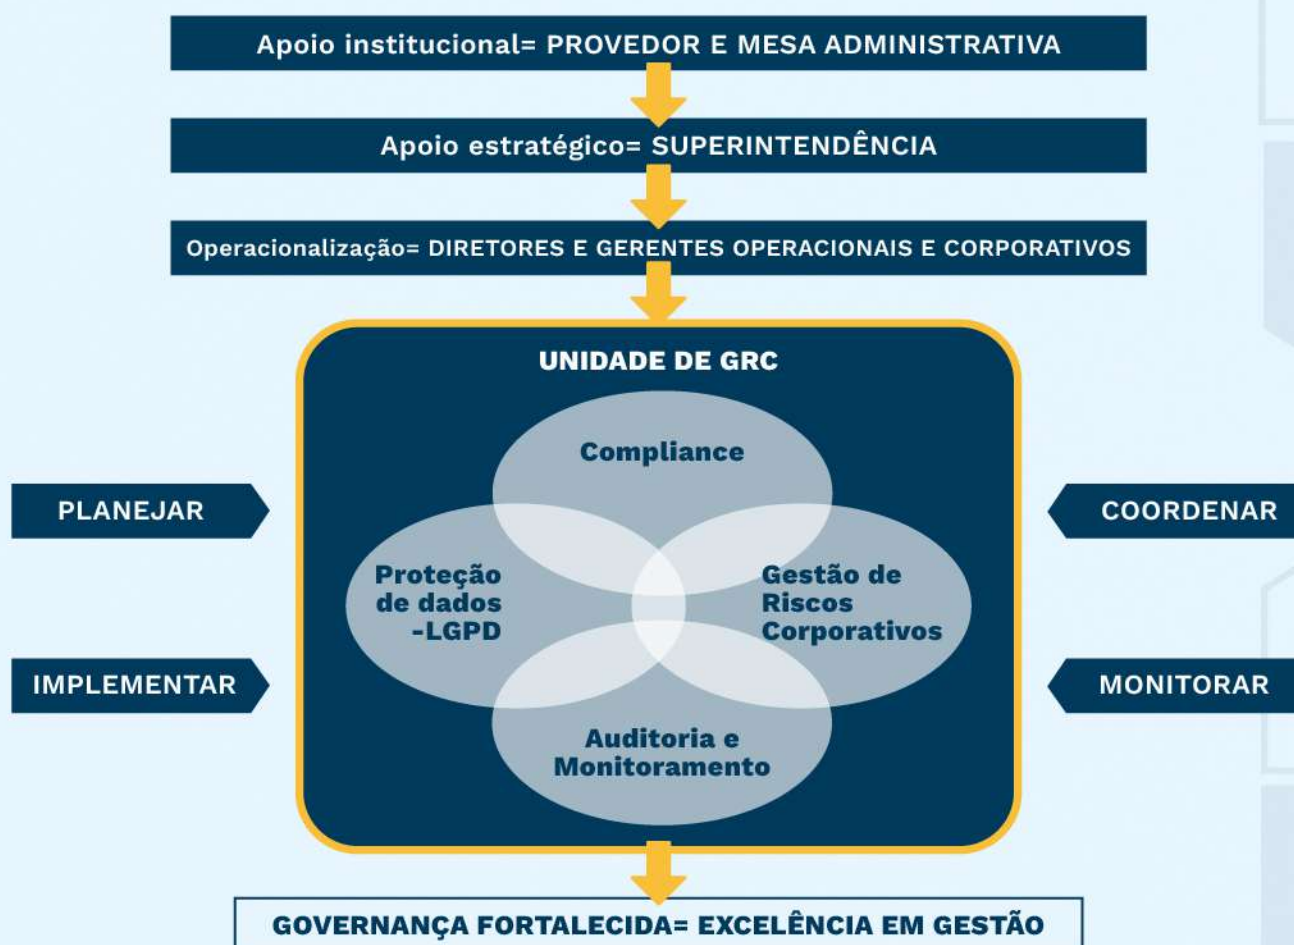 Apoio institucional= PROVEDOR E MESA ADMINISTRATIVA
Apoio estratégico= SUPERINTENDÊNCIA
Operacionalização= DIRETORES E GERENTES OPERACIONAIS E CORPORATIVOS
UNIDADE DE GRC
Compliance
PLANEJAR
COORDENAR
Proteção
de dados
-LGPD
Gestão de
Riscos
Corporativos
IMPLEMENTAR
MONITORAR
Auditoria e
Monitoramento
GOVERNANÇA FORTALECIDA= EXCELÊNCIA EM GESTÃO